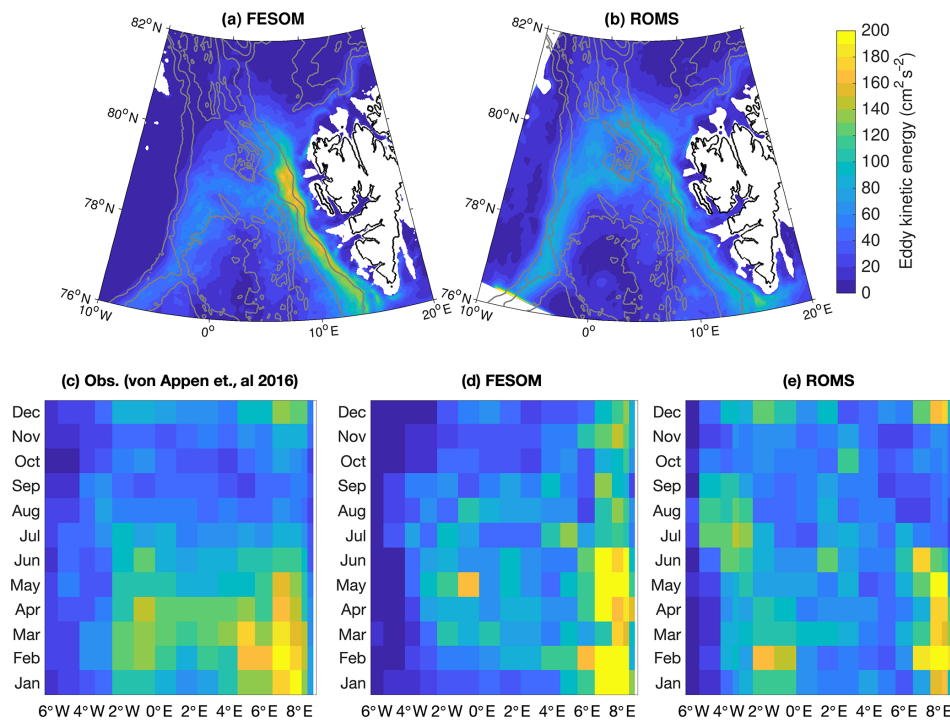 (a) FESOM
(b) ROMS
82°N
80°N
78°N
76°N
10°W
0°
10°E
20°E
82°N
80°N
78°N
76°N
10°W
0°
10°E
20°E
200
180
160
140
120
100
80
60
40
20
0
Eddy kinetic energy (cm² s⁻²)
(c) Obs. (von Appen et., al 2016)
Dec
Nov
Oct
Sep
Aug
Jul
Jun
May
Apr
Mar
Feb
Jan
6°W 4°W 2°W 0°E 2°E 4°E 6°E 8°E
(d) FESOM
Dec
Nov
Oct
Sep
Aug
Jul
Jun
May
Apr
Mar
Feb
Jan
6°W 4°W 2°W 0°E 2°E 4°E 6°E 8°E
(e) ROMS
Dec
Nov
Oct
Sep
Aug
Jul
Jun
May
Apr
Mar
Feb
Jan
6°W 4°W 2°W 0°E 2°E 4°E 6°E 8°E